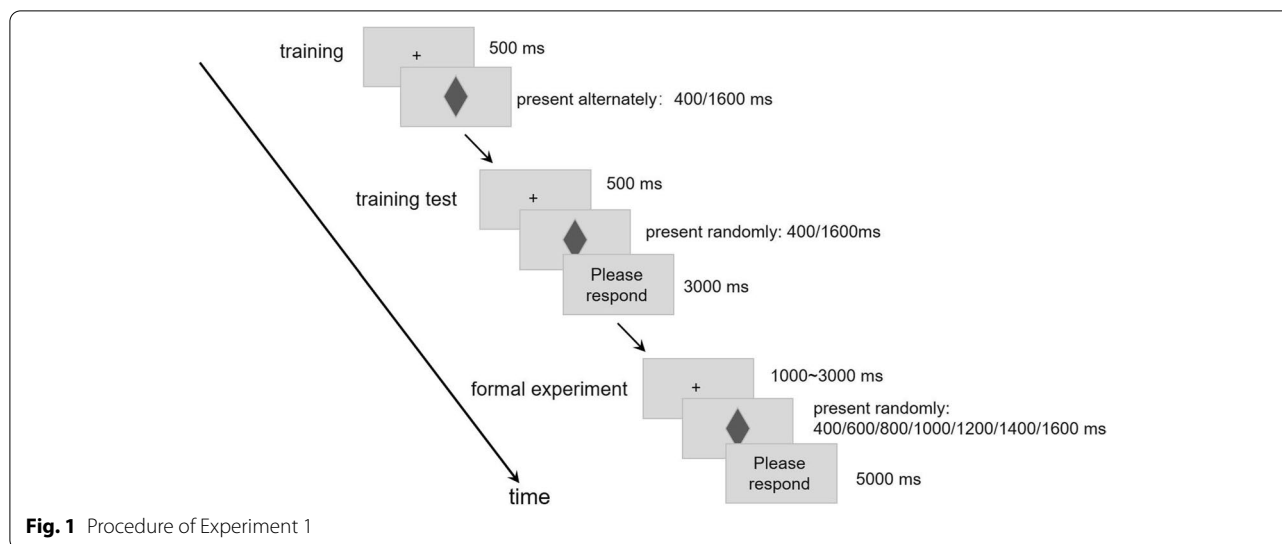 training
+
500 ms
present alternately: 400/1600 ms
training test
+
500 ms
present randomly: 400/1600ms
Please
respond
3000 ms
formal experiment
+
1000~3000 ms
present randomly:
400/600/800/1000/1200/1400/1600 ms
Please
respond
5000 ms
time
Fig. 1 Procedure of Experiment 1